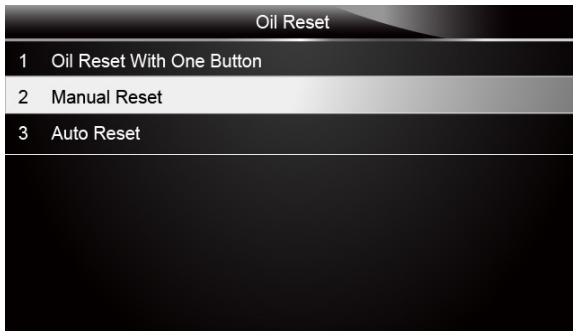 Oil Reset
1 Oil Reset With One Button
2 Manual Reset
3 Auto Reset